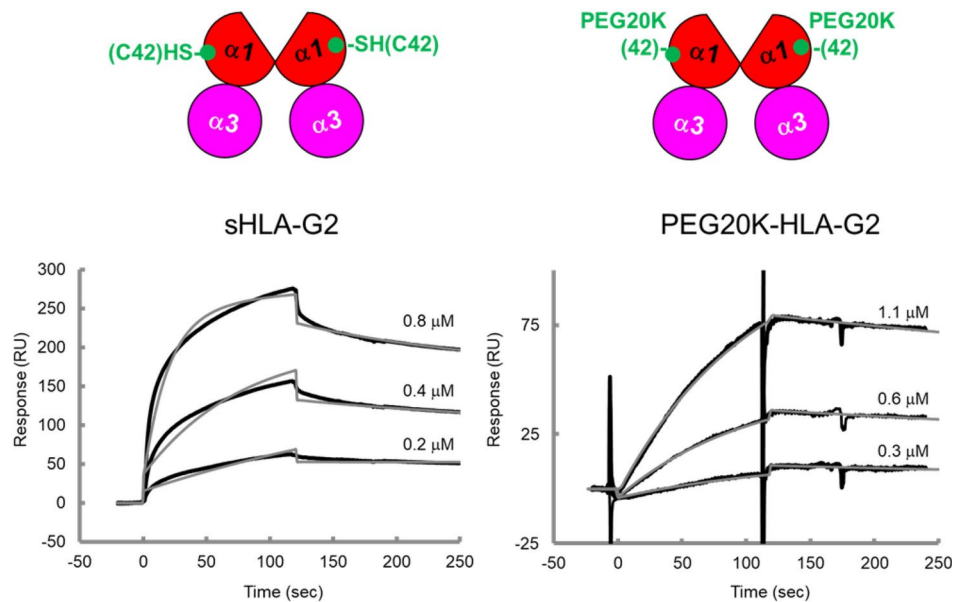 (C42)HS-
α1
α1
-SH(C42)
α3
α3
PEG20K
(42)-
α1
α1
PEG20K
-(42)
α3
α3
sHLA-G2
Response (RU)
300
250
200
150
100
50
0
-50
0.8 µM
0.4 µM
0.2 µM
-50
0
50
100
150
200
250
Time (sec)
PEG20K-HLA-G2
Response (RU)
75
25
-25
1.1 µM
0.6 µM
0.3 µM
-50
0
50
100
150
200
250
Time (sec)